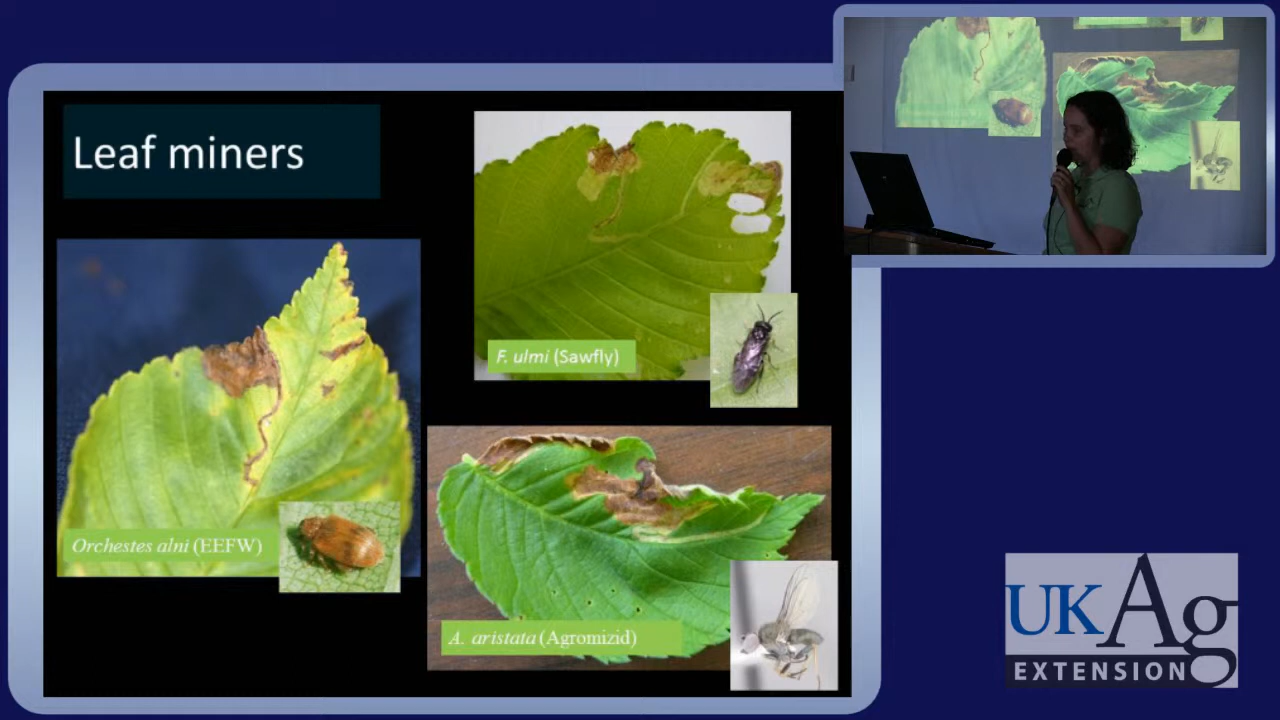 Leaf miners
F. ulmi (Sawfly)
Orchestes alni (EEFW)
A. aristata (Agromizid)
UKAg
EXTENSION